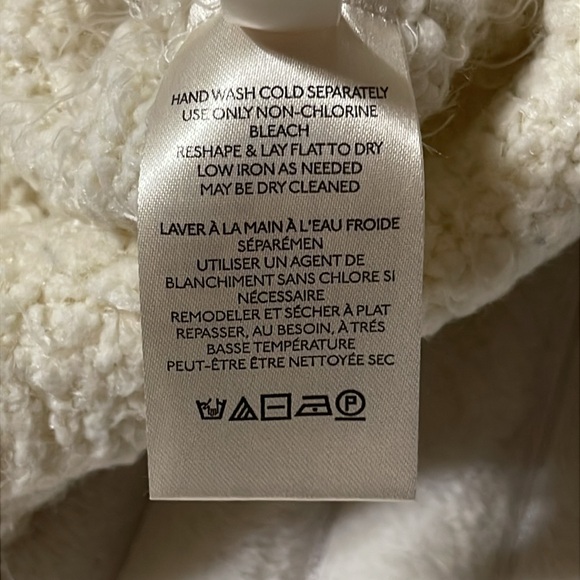 HAND WASH COLD SEPARATELY
USE ONLY NON-CHLORINE
BLEACH
RESHAPE & LAY FLAT TO DRY
LOW IRON AS NEEDED
MAY BE DRY CLEANED
LAVER À LA MAIN À L'EAU FROIDE
SÉPARÉMEN
UTILISER UN AGENT DE
BLANCHIMENT SANS CHLORE SI
NÉCESSAIRE
REMODELER ET SÉCHER À PLAT
REPASSER, AU BESOIN, À TRÉS
BASSE TEMPÉRATURE
PEUT-ÊTRE ÊTRE NETTOYÉE SEC
P